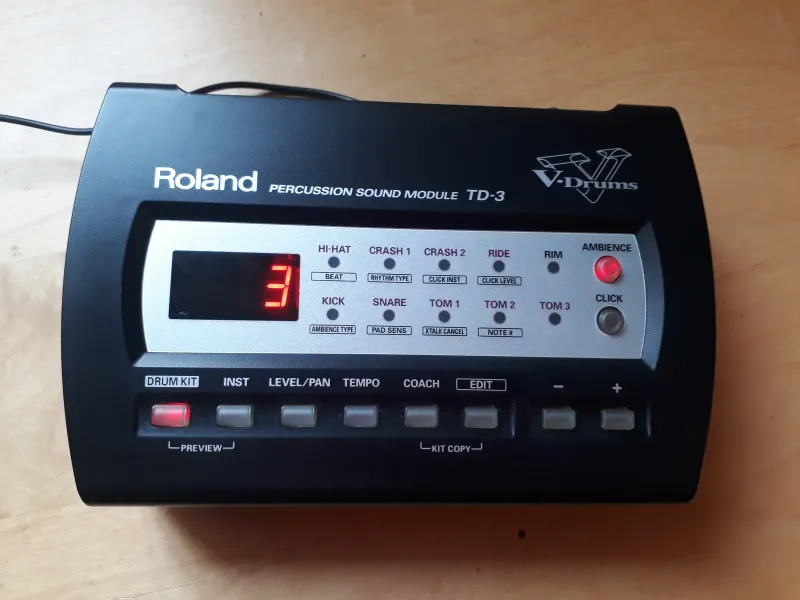 Roland PERCUSSION SOUND MODULE TD-3
V-Drums
3
HI-HAT CRASH 1 CRASH 2 RIDE RIM AMBIENCE
BEAT RHYTHM TYPE CLICK INST CLICK LEVEL
KICK SNARE TOM 1 TOM 2 TOM 3 CLICK
AMBIENCE TYPE PAD SENS XTALK CANCEL NOTE #
DRUM KIT INST LEVEL/PAN TEMPO COACH EDIT - +
PREVIEW KIT COPY